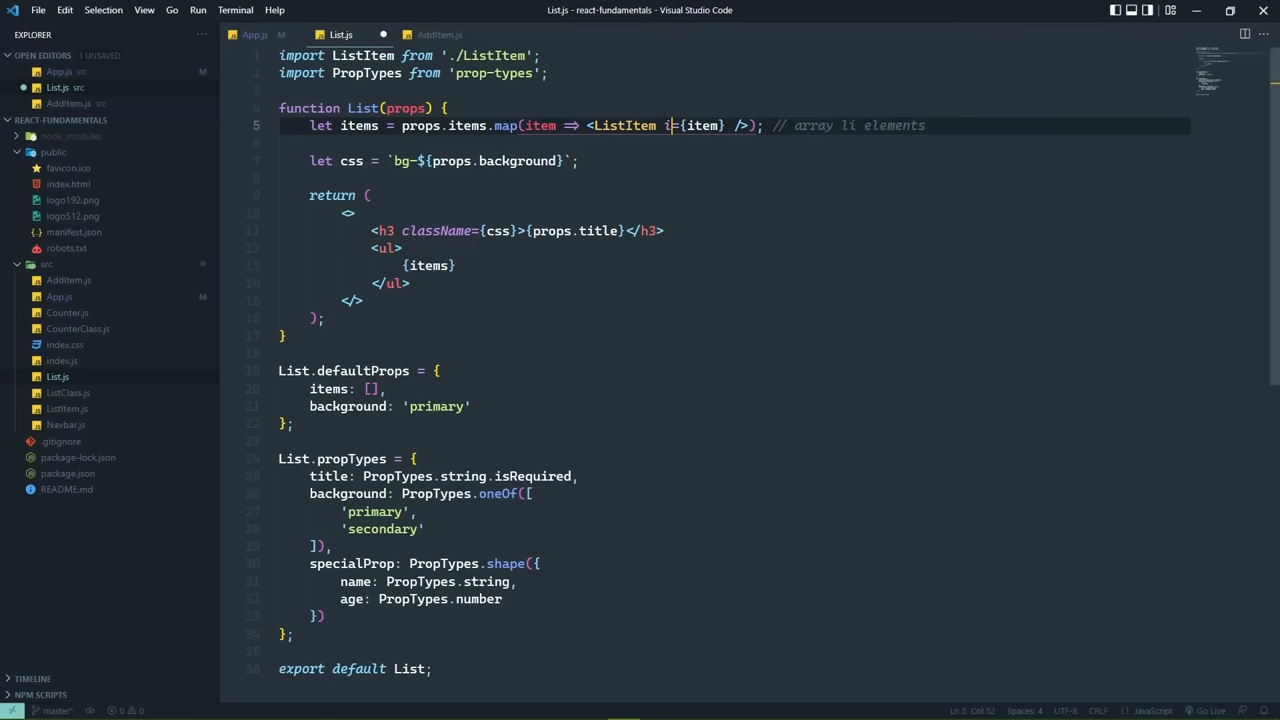 File Edit Selection View Go Run Terminal Help
List.js - react-fundamentals - Visual Studio Code
EXPLORER
OPEN EDITORS 1 UNSAVED
App.js src M
List.js src
AddItem.js src
REACT-FUNDAMENTALS
node_modules
public
favicon.ico
index.html
logo192.png
logo512.png
manifest.json
robots.txt
src
AddItem.js
App.js M
Counter.js
CounterClass.js
index.css
index.js
List.js
ListClass.js
ListItem.js
Navbar.js
.gitignore
package-lock.json
package.json
README.md
TIMELINE
NPM SCRIPTS
App.js M List.js AddItem.js
1 import ListItem from './ListItem';
2 import PropTypes from 'prop-types';
3
4 function List(props) {
5 let items = props.items.map(item => <ListItem i={item} />); // array li elements
6
7 let css = `bg-${props.background}`;
8
9 return (
10 <>
11 <h3 className={css}>{props.title}</h3>
12 <ul>
13 {items}
14 </ul>
15 </>
16 );
17 }
18
19 List.defaultProps = {
20 items: [],
21 background: 'primary'
22 };
23
24 List.propTypes = {
25 title: PropTypes.string.isRequired,
26 background: PropTypes.oneOf([
27 'primary',
28 'secondary'
29 ]),
30 specialProp: PropTypes.shape({
31 name: PropTypes.string,
32 age: PropTypes.number
33 })
34 };
35
36 export default List;
master* 0 0 Ln 5, Col 52 Spaces: 4 UTF-8 CRLF {} JavaScript Go Live